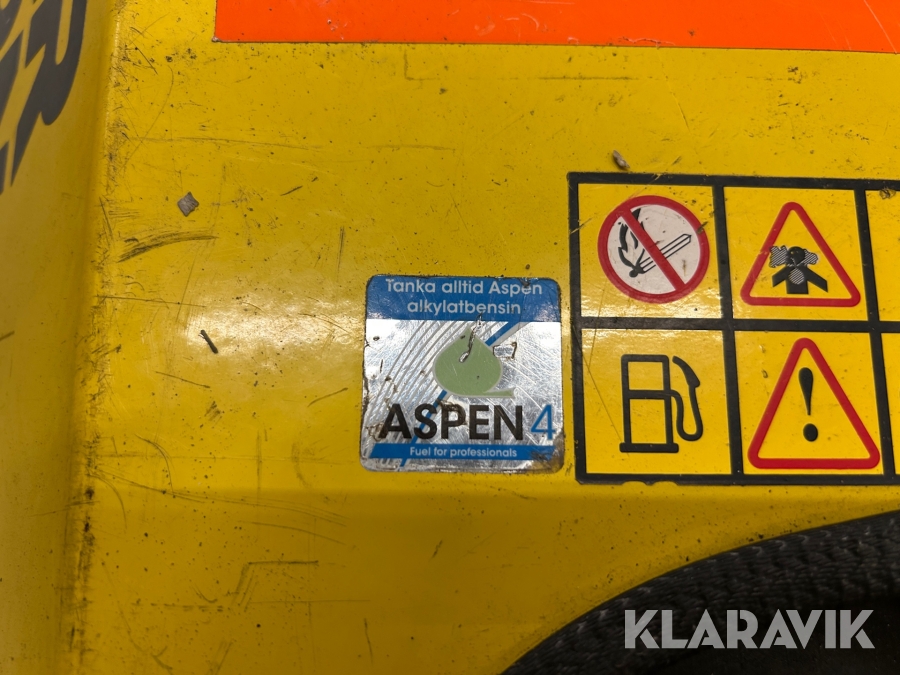 Tanka alltid Aspen
alkylatbensin
ASPEN 4
Fuel for professionals
KLARAVIK